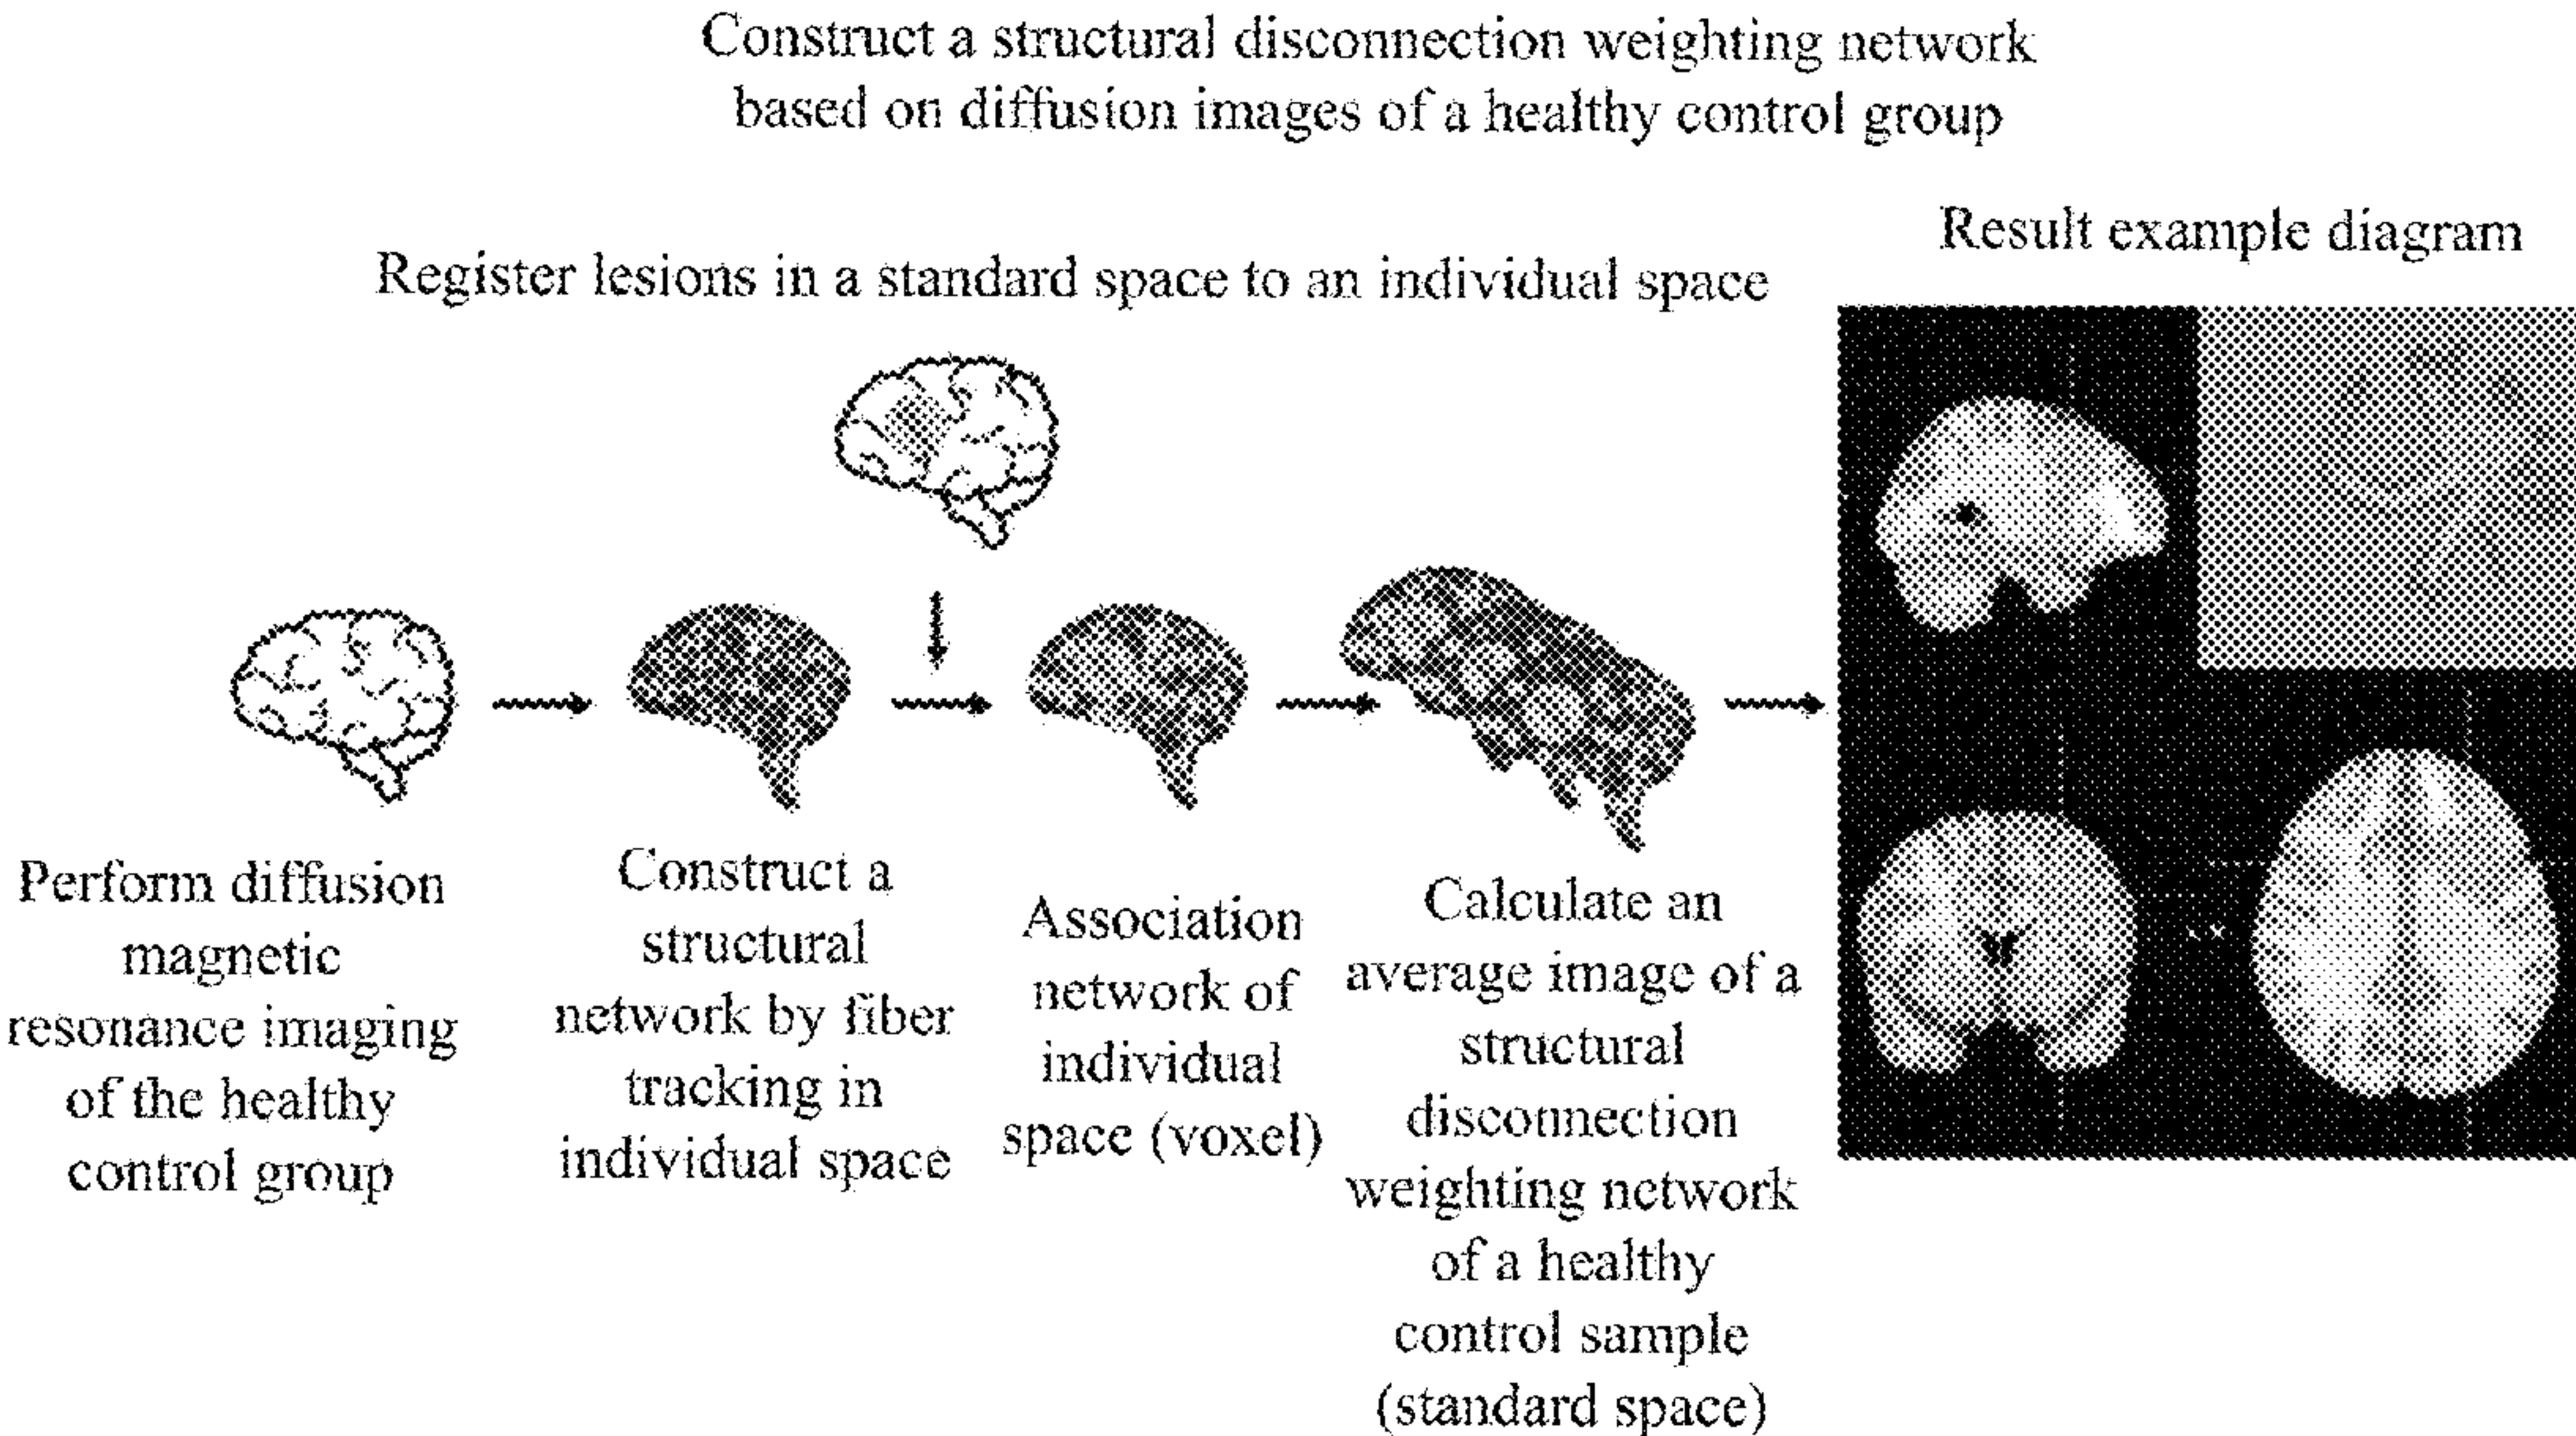 Construct a structural disconnection weighting network
based on diffusion images of a healthy control group
Result example diagram
Register lesions in a standard space to an individual space
Perform diffusion
magnetic
resonance imaging
of the healthy
control group
Construct a
structural
network by fiber
tracking in
individual space
Association
network of
individual
space (voxel)
Calculate an
average image of a
structural
disconnection
weighting network
of a healthy
control sample
(standard space)